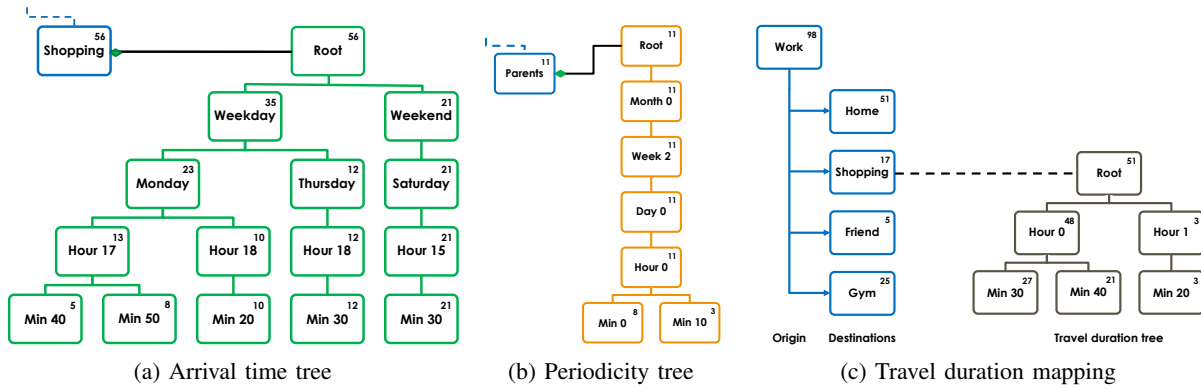 56
Shopping
56
Root
35
Weekday
21
Weekend
23
Monday
12
Thursday
21
Saturday
13
Hour 17
10
Hour 18
12
Hour 18
21
Hour 15
5
Min 40
8
Min 50
10
Min 20
12
Min 30
21
Min 30
(a) Arrival time tree
11
Parents
11
Root
11
Month 0
11
Week 2
11
Day 0
11
Hour 0
8
Min 0
3
Min 10
(b) Periodicity tree
98
Work
51
Home
17
Shopping
5
Friend
25
Gym
Origin
Destinations
51
Root
48
Hour 0
3
Hour 1
27
Min 30
21
Min 40
3
Min 20
Travel duration tree
(c) Travel duration mapping